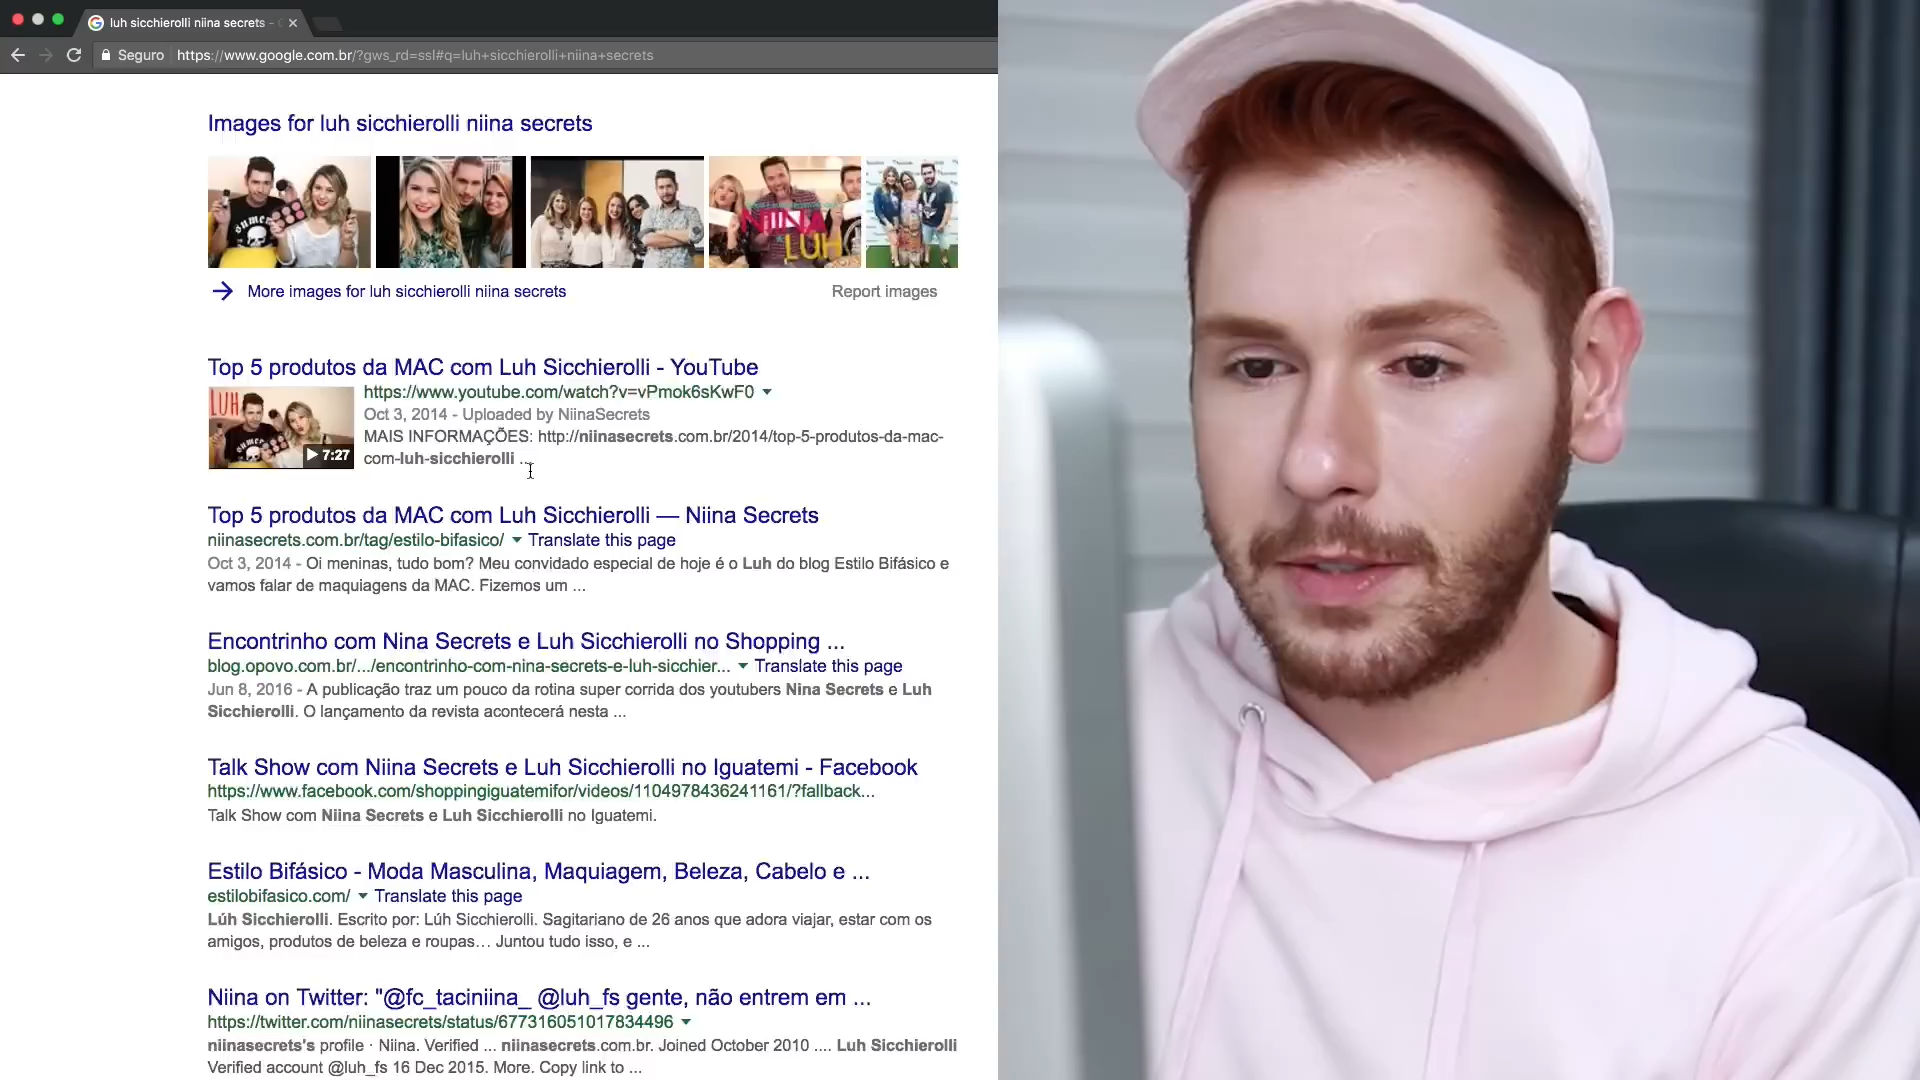 luh sicchierolli niina secrets -
Seguro
https://www.google.com.br/?gws_rd=ssl#q=luh+sicchierolli+niina+secrets
Images for luh sicchierolli niina secrets
NIINA
LUH
More images for luh sicchierolli niina secrets
Report images
Top 5 produtos da MAC com Luh Sicchierolli - YouTube
https://www.youtube.com/watch?v=vPmok6sKwF0
Oct 3, 2014 - Uploaded by NiinaSecrets
MAIS INFORMAÇÕES: http://niinasecrets.com.br/2014/top-5-produtos-da-mac-
com-luh-sicchierolli ...
LUH
7:27
Top 5 produtos da MAC com Luh Sicchierolli — Niina Secrets
niinasecrets.com.br/tag/estilo-bifasico/ Translate this page
Oct 3, 2014 - Oi meninas, tudo bom? Meu convidado especial de hoje é o Luh do blog Estilo Bifásico e
vamos falar de maquiagens da MAC. Fizemos um ...
Encontrinho com Nina Secrets e Luh Sicchierolli no Shopping ...
blog.opovo.com.br/.../encontrinho-com-nina-secrets-e-luh-sicchier... Translate this page
Jun 8, 2016 - A publicação traz um pouco da rotina super corrida dos youtubers Nina Secrets e Luh
Sicchierolli. O lançamento da revista acontecerá nesta ...
Talk Show com Niina Secrets e Luh Sicchierolli no Iguatemi - Facebook
https://www.facebook.com/shoppingiguatemifor/videos/1104978436241161/?fallback...
Talk Show com Niina Secrets e Luh Sicchierolli no Iguatemi.
Estilo Bifásico - Moda Masculina, Maquiagem, Beleza, Cabelo e ...
estilobifasico.com/ Translate this page
Lúh Sicchierolli. Escrito por: Lúh Sicchierolli. Sagitariano de 26 anos que adora viajar, estar com os
amigos, produtos de beleza e roupas… Juntou tudo isso, e ...
Niina on Twitter: "@fc_taciniina_ @luh_fs gente, não entrem em ...
https://twitter.com/niinasecrets/status/677316051017834496
niinasecrets's profile · Niina. Verified ... niinasecrets.com.br. Joined October 2010 .... Luh Sicchierolli
Verified account @luh_fs 16 Dec 2015. More. Copy link to ...